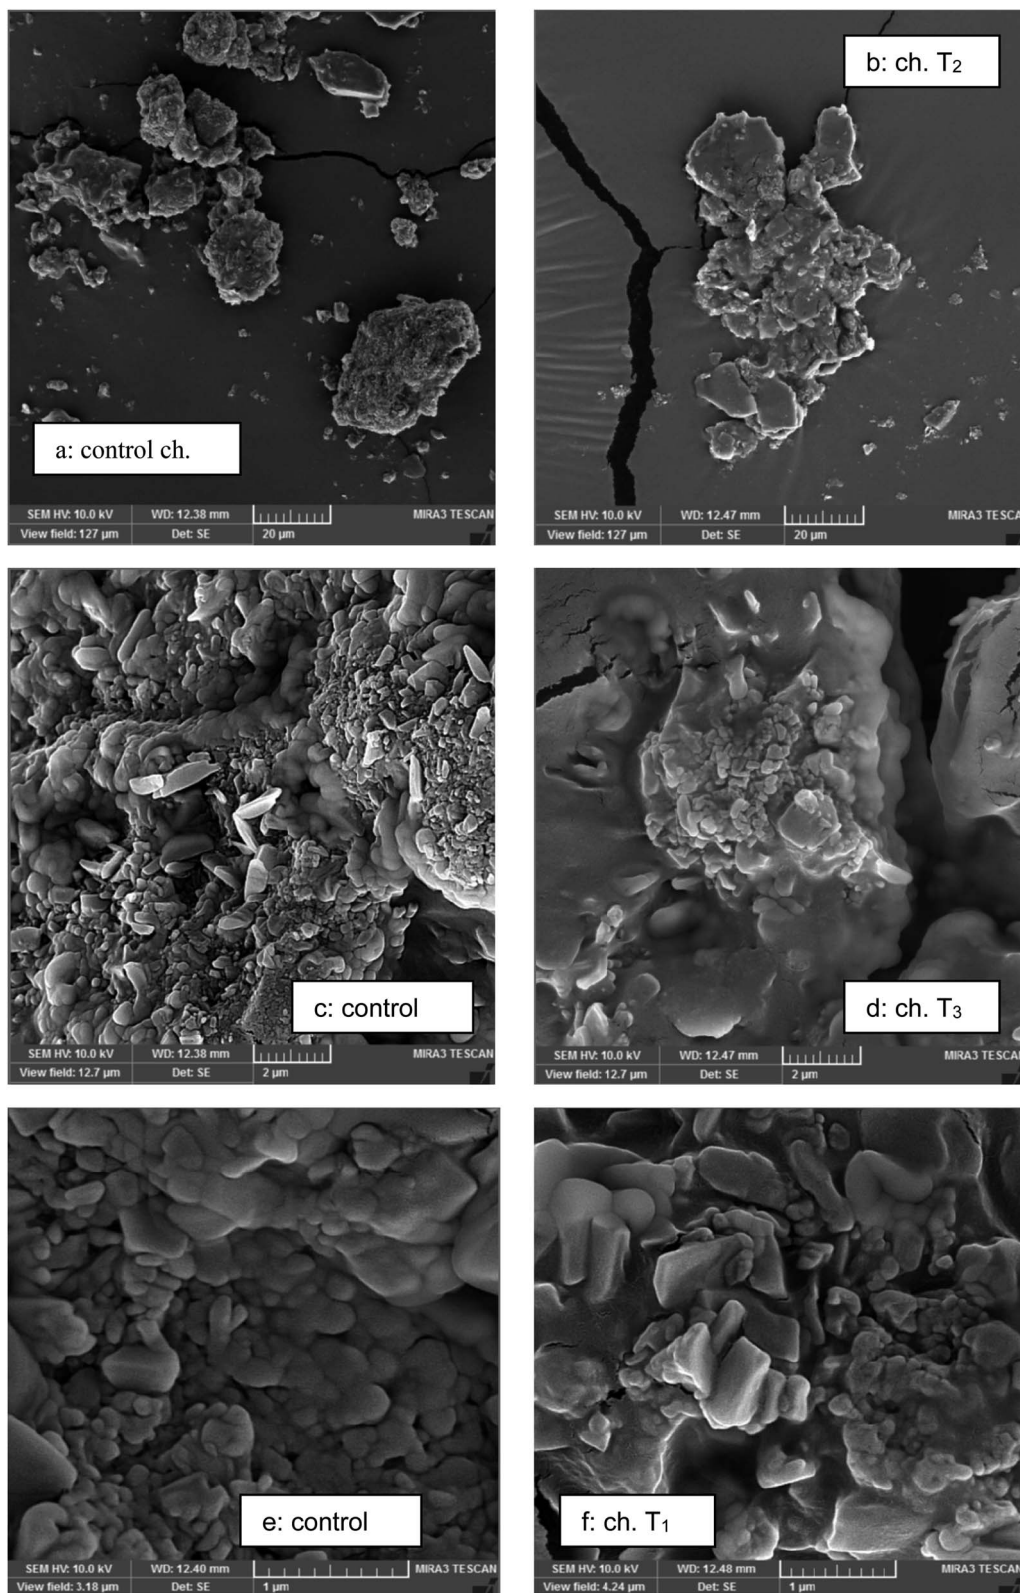 b: ch. T₂
a: control ch.
SEM HV: 10.0 kV WD: 12.38 mm MIRA3 TESCAN
View field: 127 µm Det: SE 20 µm
SEM HV: 10.0 kV WD: 12.47 mm MIRA3 TESCAN
View field: 127 µm Det: SE 20 µm
c: control
SEM HV: 10.0 kV WD: 12.38 mm MIRA3 TESCAN
View field: 12.7 µm Det: SE 2 µm
d: ch. T₃
SEM HV: 10.0 kV WD: 12.47 mm MIRA3 TESCAN
View field: 12.7 µm Det: SE 2 µm
e: control
SEM HV: 10.0 kV WD: 12.40 mm MIRA3 TESCAN
View field: 3.18 µm Det: SE 1 µm
f: ch. T₁
SEM HV: 10.0 kV WD: 12.48 mm MIRA3 TESCAN
View field: 4.24 µm Det: SE 1 µm